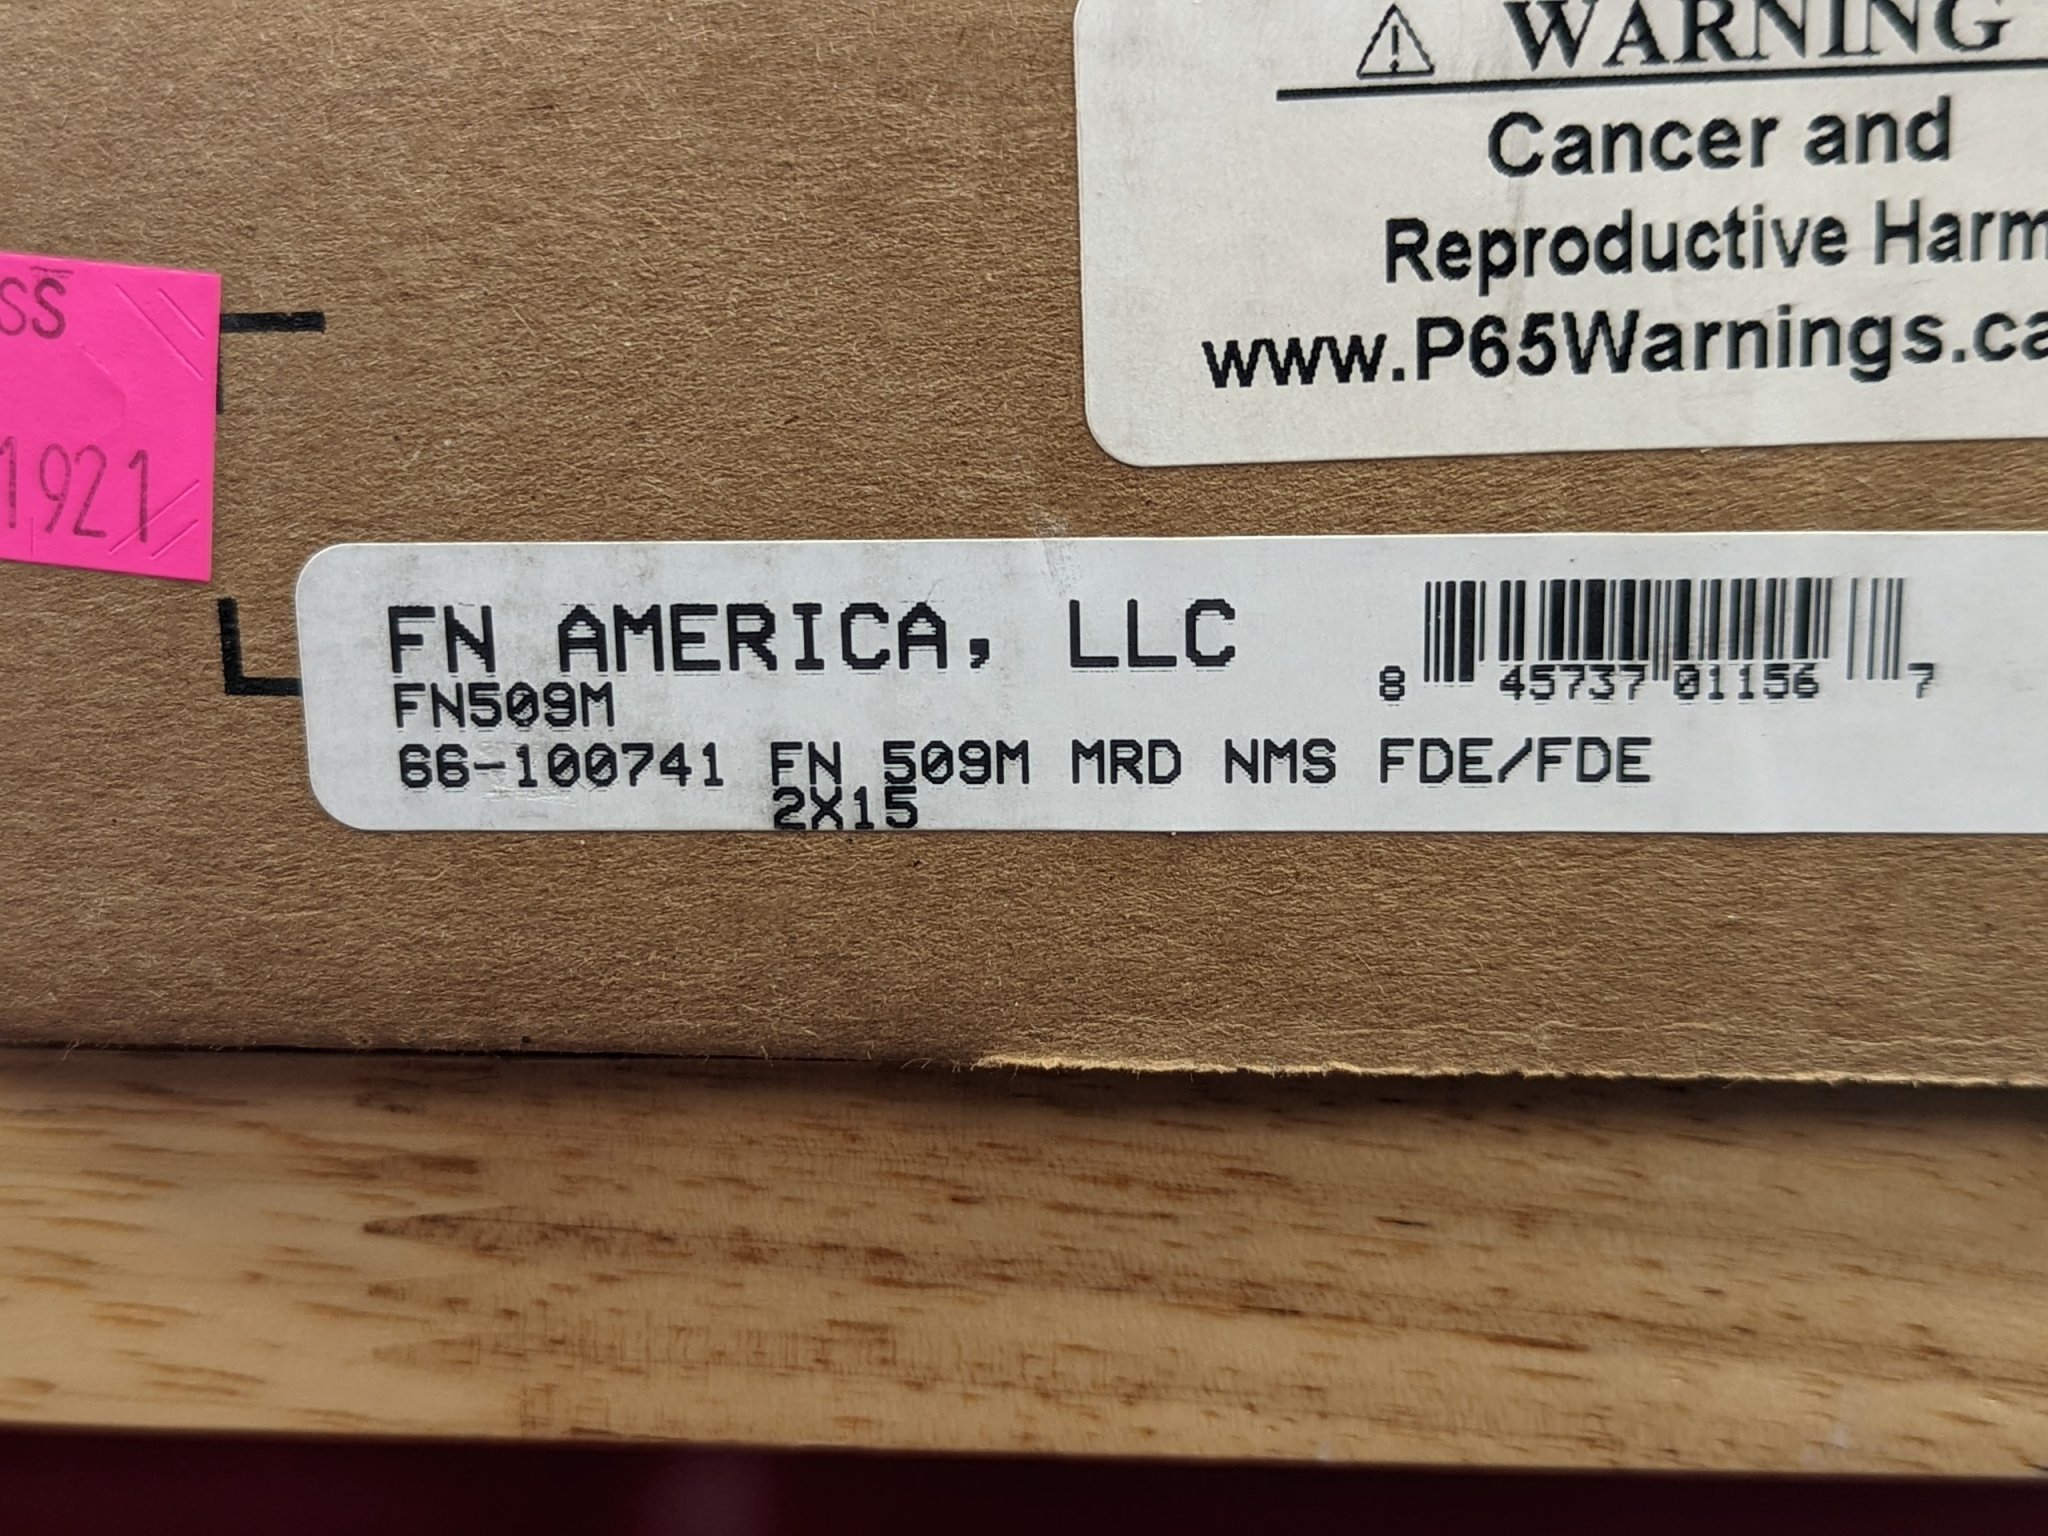 WARNING
Cancer and
Reproductive Harm
www.P65Warnings.ca
SS
1921
FN AMERICA, LLC
8 45737 01156 7
FN509M
66-100741 FN 509M MRD NMS FDE/FDE
2X15